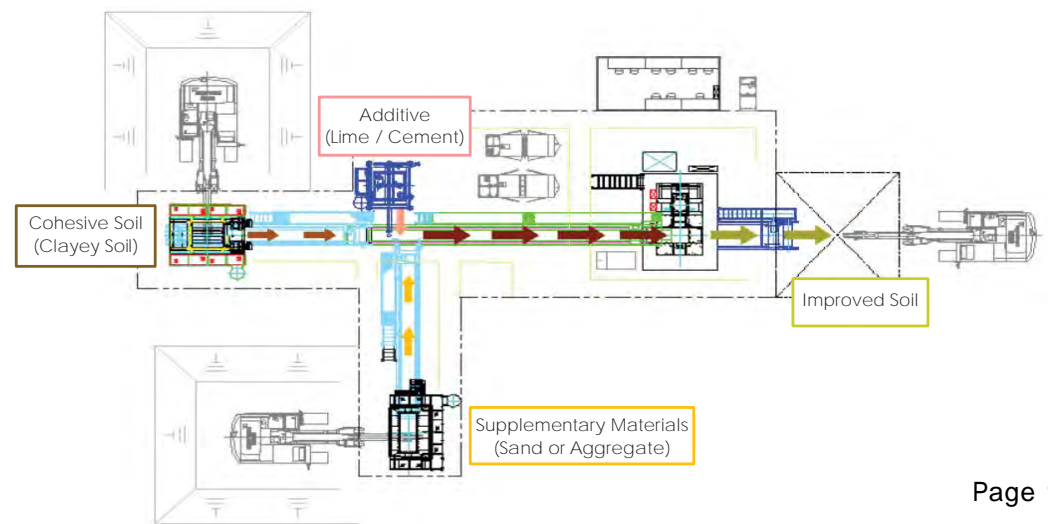 Additive
(Lime / Cement)
Cohesive Soil
(Clayey Soil)
Improved Soil
Supplementary Materials
(Sand or Aggregate)
Page